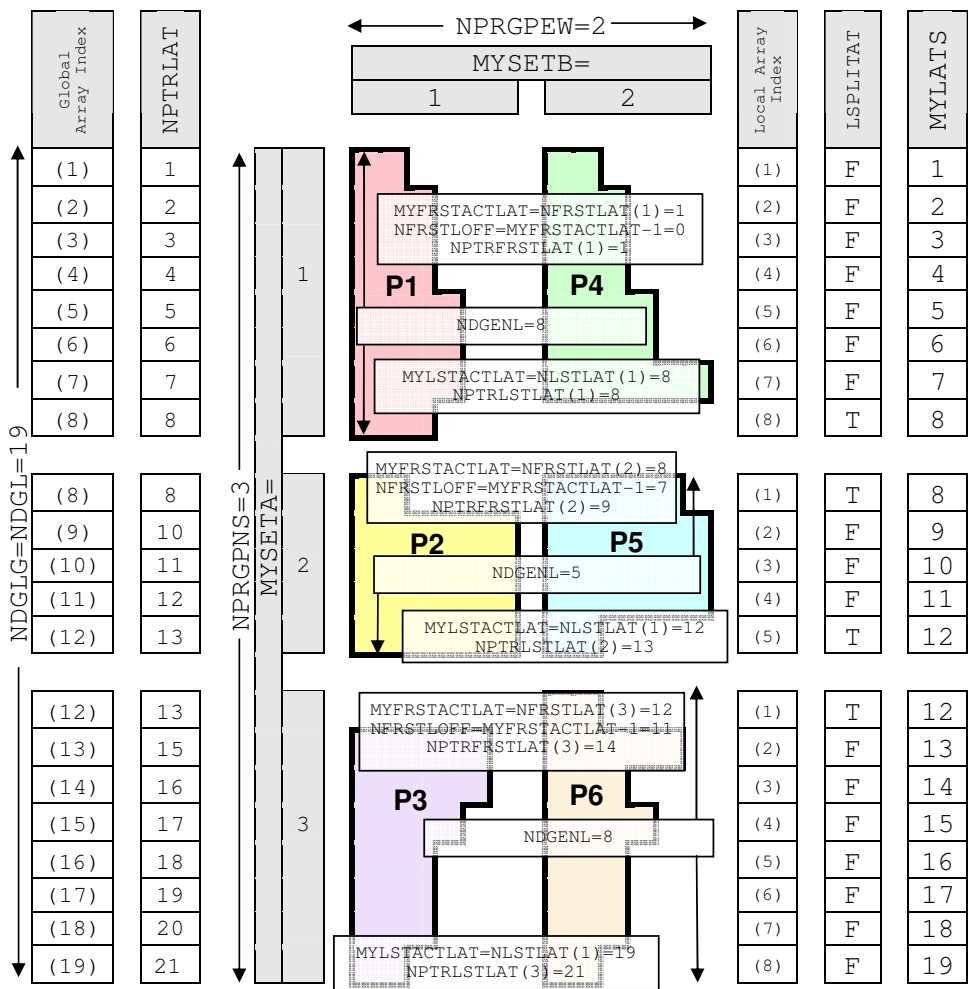 NPRGPEW=2
MYSETB=
1 2
Global Array Index
NPTRLAT
Local Array Index
LSPLITAT
MYLATS
NDGLG=NDGL=19
NPRGPNS=3
MYSETA=
(1) 1 (1) F 1
(2) 2 (2) F 2
MYFRSTACTLAT=NFRSTLAT(1)=1
NFRSTLOFF=MYFRSTACTLAT-1=0
NPTRFRSTLAT(1)=1
(3) 3 (3) F 3
(4) 4 (4) F 4
1
P1 P4
(5) 5 (5) F 5
NDGENL=8
(6) 6 (6) F 6
(7) 7 (7) F 7
MYLSTACTLAT=NLSTLAT(1)=8
NPTRLSTLAT(1)=8
(8) 8 (8) T 8
MYFRSTACTLAT=NFRSTLAT(2)=8
NFRSTLOFF=MYFRSTACTLAT-1=7
NPTRFRSTLAT(2)=9
(8) 8 (1) T 8
(9) 10 (2) F 9
P2 P5
(10) 11 (3) F 10
2
NDGENL=5
(11) 12 (4) F 11
(12) 13 (5) T 12
MYLSTACTLAT=NLSTLAT(1)=12
NPTRLSTLAT(2)=13
(12) 13 (1) T 12
MYFRSTACTLAT=NFRSTLAT(3)=12
NFRSTLOFF=MYFRSTACTLAT-1=11
NPTRFRSTLAT(3)=14
(13) 15 (2) F 13
(14) 16 (3) F 14
P3 P6
(15) 17 (4) F 15
3
NDGENL=8
(16) 18 (5) F 16
(17) 19 (6) F 17
(18) 20 (7) F 18
(19) 21 (8) F 19
MYLSTACTLAT=NLSTLAT(1)=19
NPTRLSTLAT(3)=21